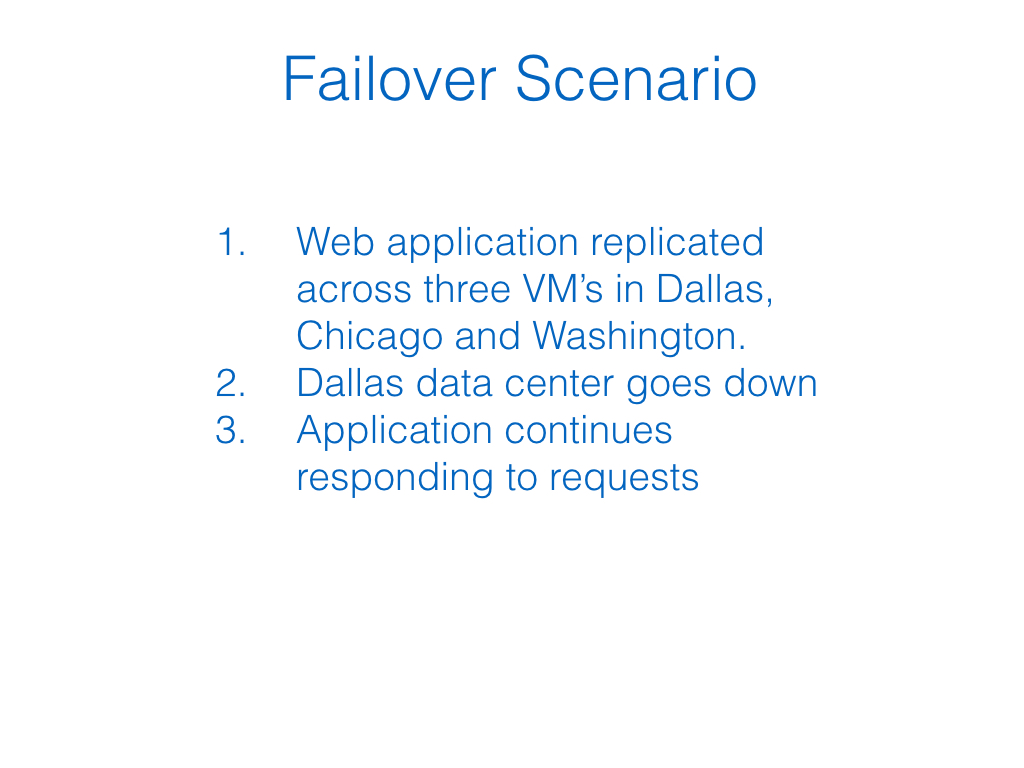 Failover Scenario
1. Web application replicated
across three VM’s in Dallas,
Chicago and Washington.
2. Dallas data center goes down
3. Application continues
responding to requests